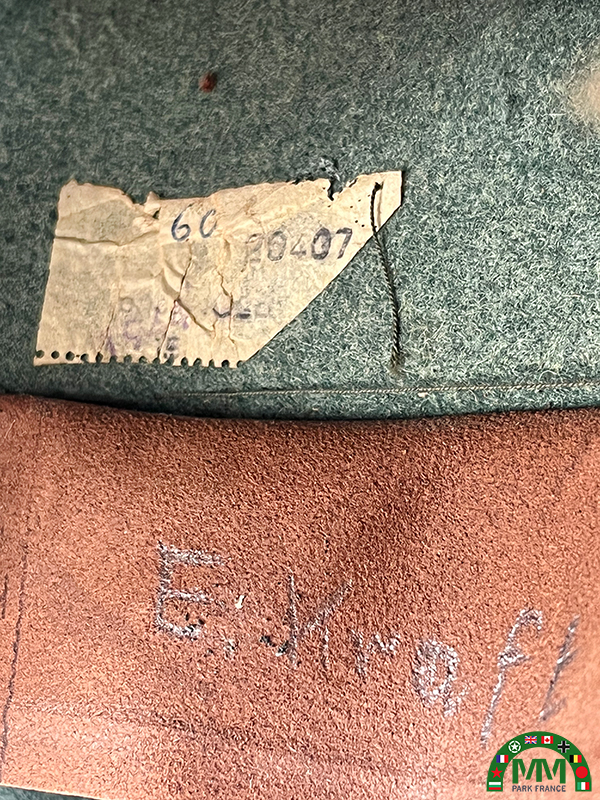 60
20407
E. Kraft
MM
PARK FRANCE